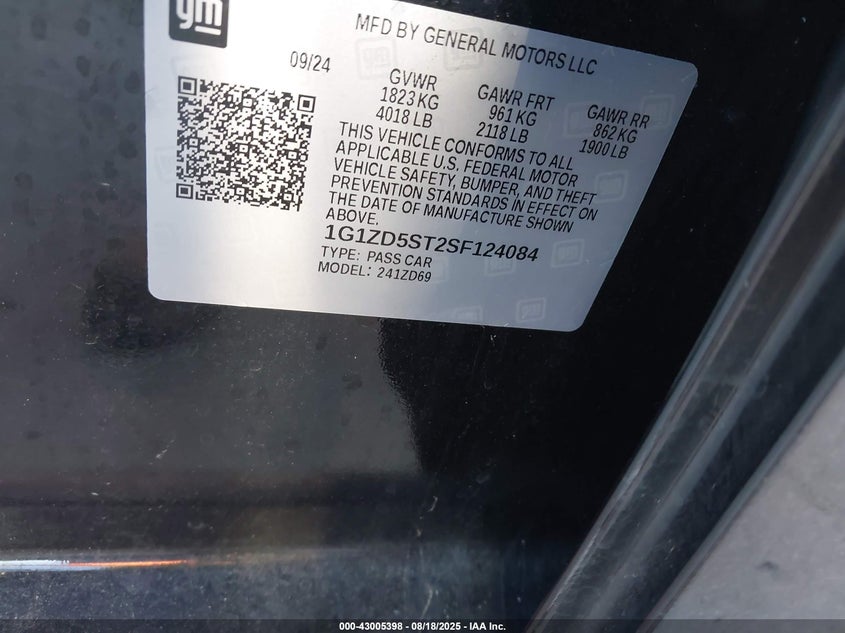 gm
MFD BY GENERAL MOTORS LLC
09/24
GVWR
1823 KG
4018 LB
GAWR FRT
961 KG
2118 LB
GAWR RR
862 KG
1900 LB
THIS VEHICLE CONFORMS TO ALL
APPLICABLE U.S. FEDERAL MOTOR
VEHICLE SAFETY, BUMPER, AND THEFT
PREVENTION STANDARDS IN EFFECT ON
THE DATE OF MANUFACTURE SHOWN
ABOVE.
1G1ZD5ST2SF124084
TYPE: PASS CAR
MODEL: 241ZD69
000-43005398 - 08/18/2025 - IAA Inc.